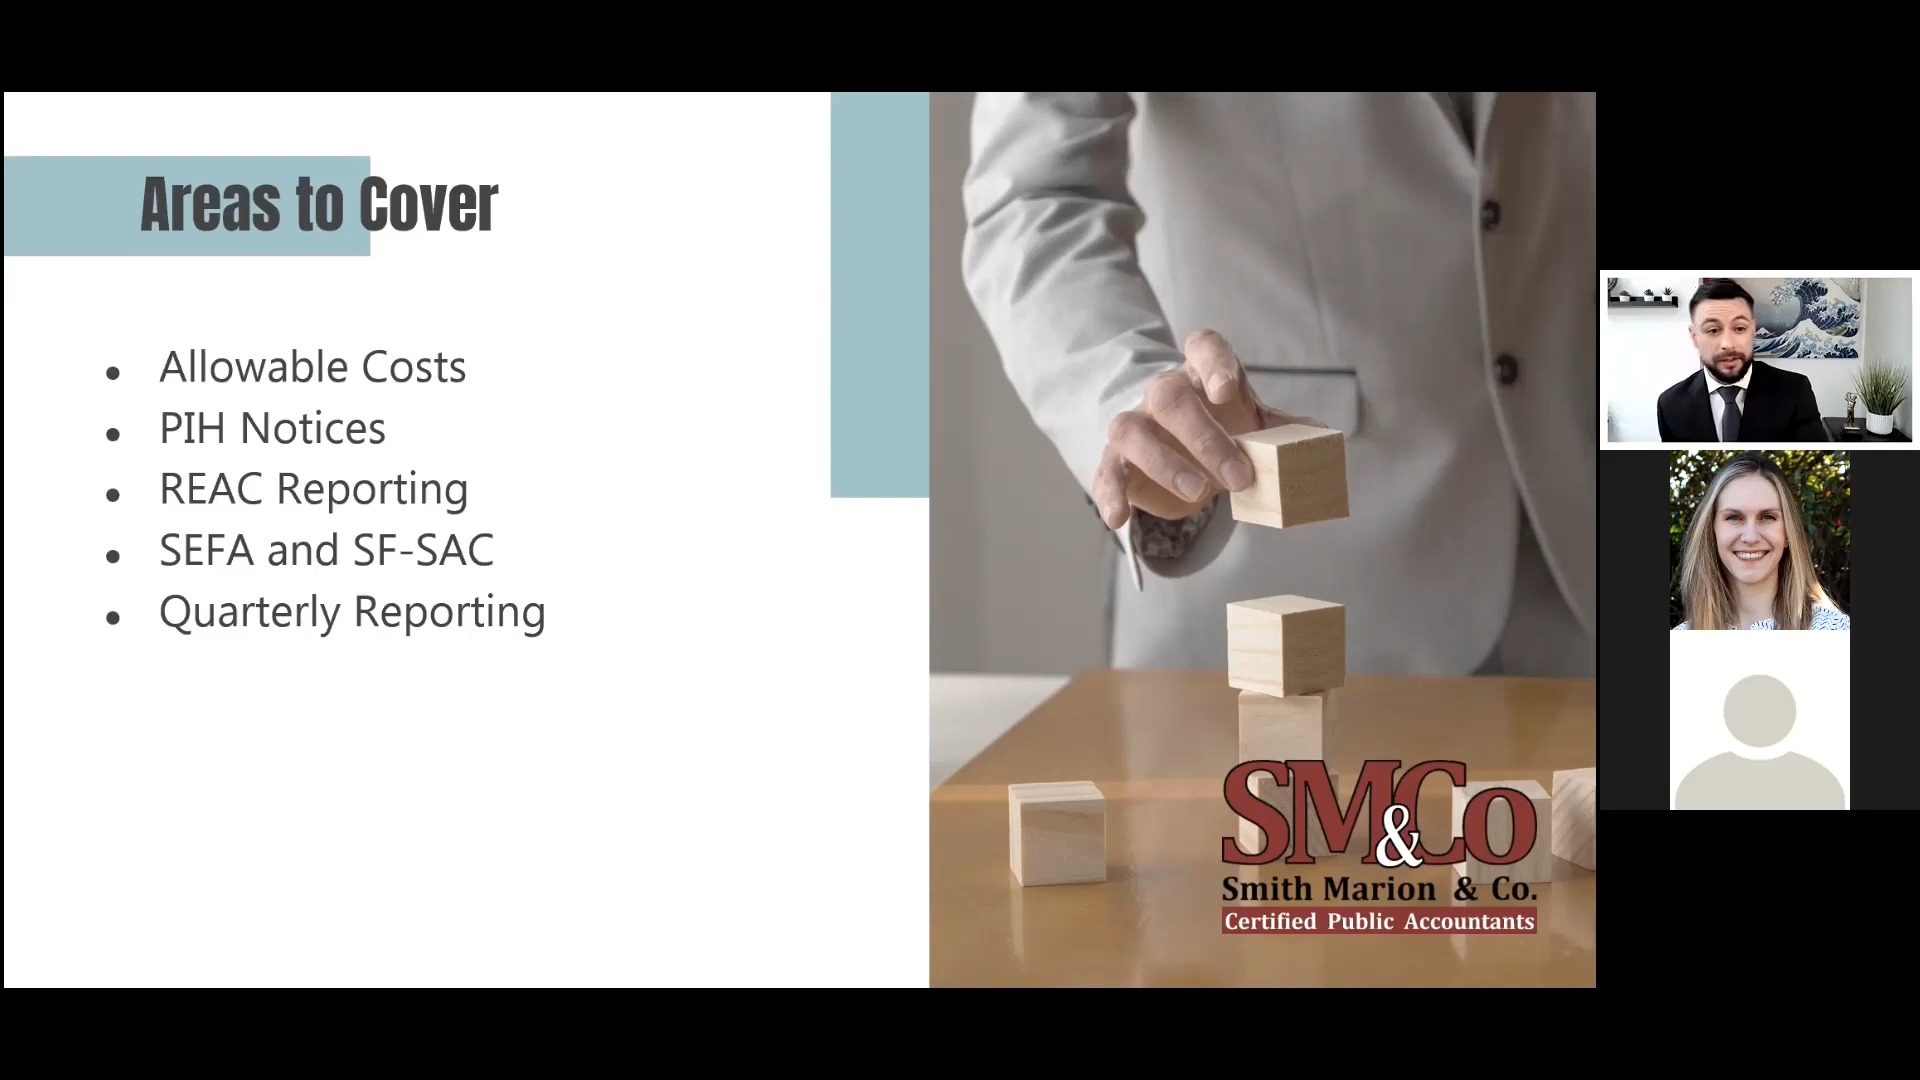 Areas to Cover
Allowable Costs
PIH Notices
REAC Reporting
SEFA and SF-SAC
Quarterly Reporting
SM&Co
Smith Marion & Co.
Certified Public Accountants